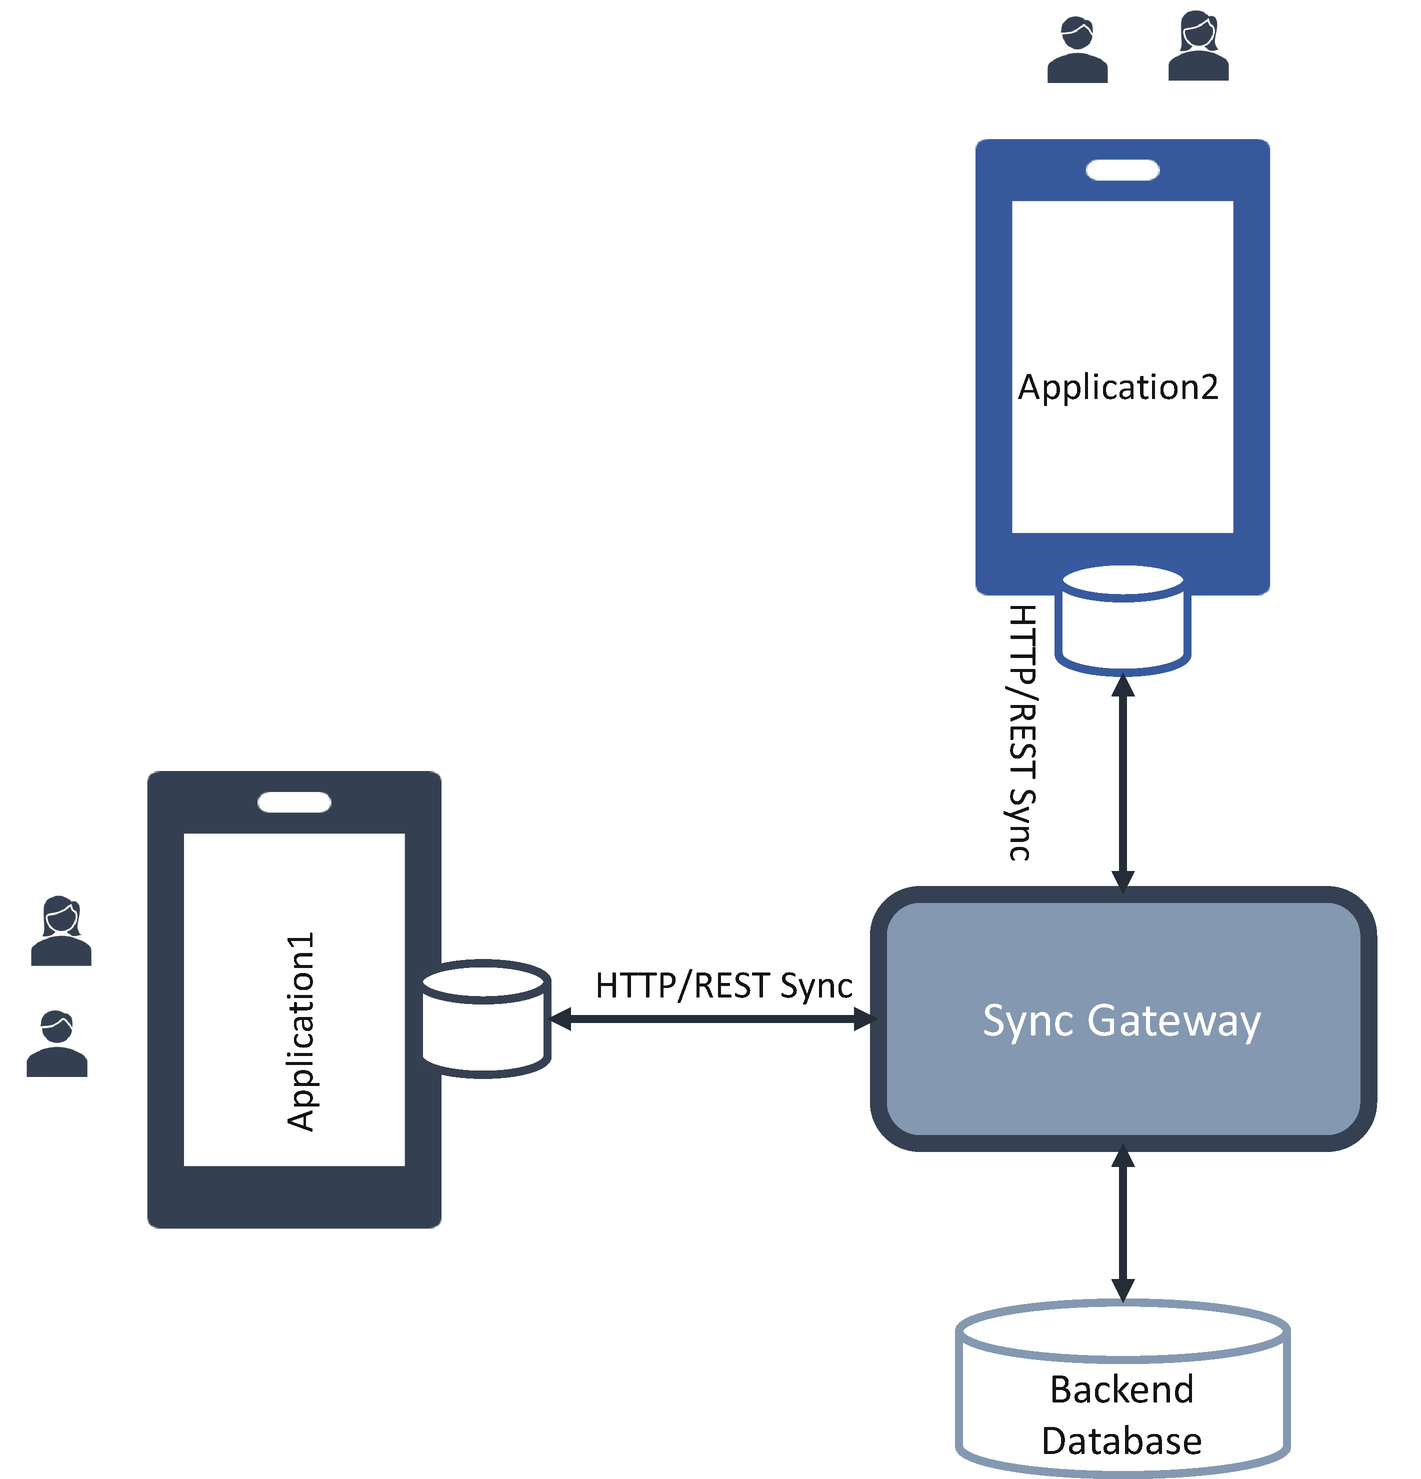 Application2
HTTP/REST Sync
Application1
HTTP/REST Sync
Sync Gateway
Backend
Database